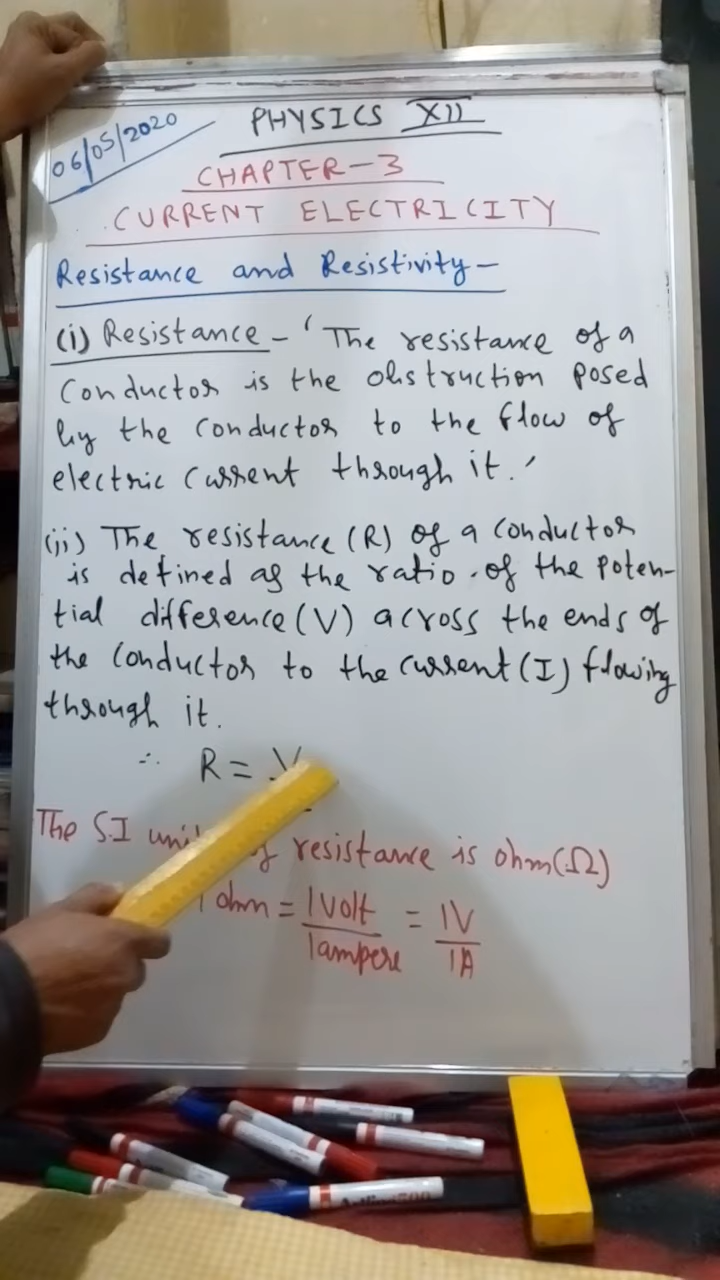 06/05/2020
PHYSICS XII
CHAPTER-3
CURRENT ELECTRICITY
Resistance and Resistivity-
(i) Resistance - 'The resistance of a
conductor is the obstruction posed
by the conductor to the flow of
electric current through it.'
(ii) The resistance (R) of a conductor
is defined as the ratio of the poten-
tial difference (V) across the ends of
the conductor to the current (I) flowing
through it.
∴ R = V
The S.I unit of resistance is ohm (Ω)
1 ohm = 1Volt/1ampere = 1V/1A